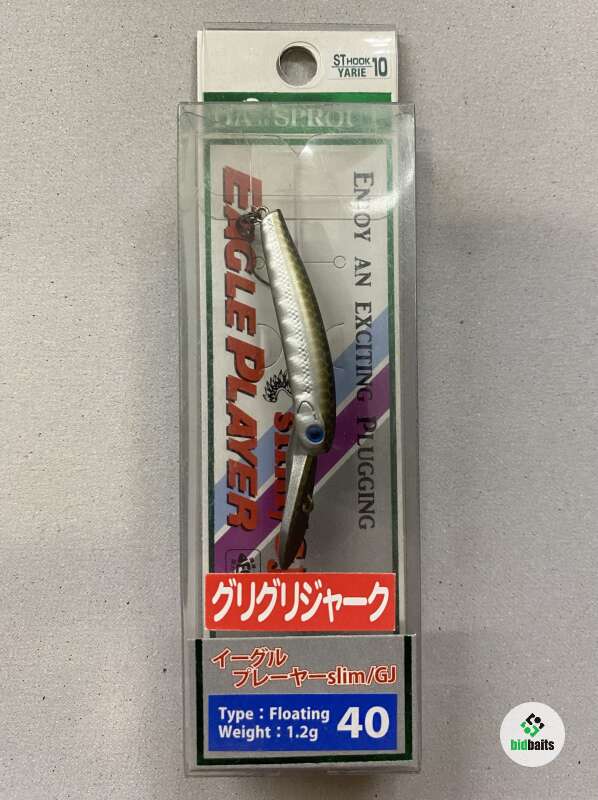 ST HOOK
YARIE 10
HAT SPROUT
ENJOY AN EXCITING PLUGGING
EAGLE PLAYER
グリグリジャーク
イーグル
プレーヤーslim/GJ
Type：Floating
Weight：1.2g
40
bidbaits